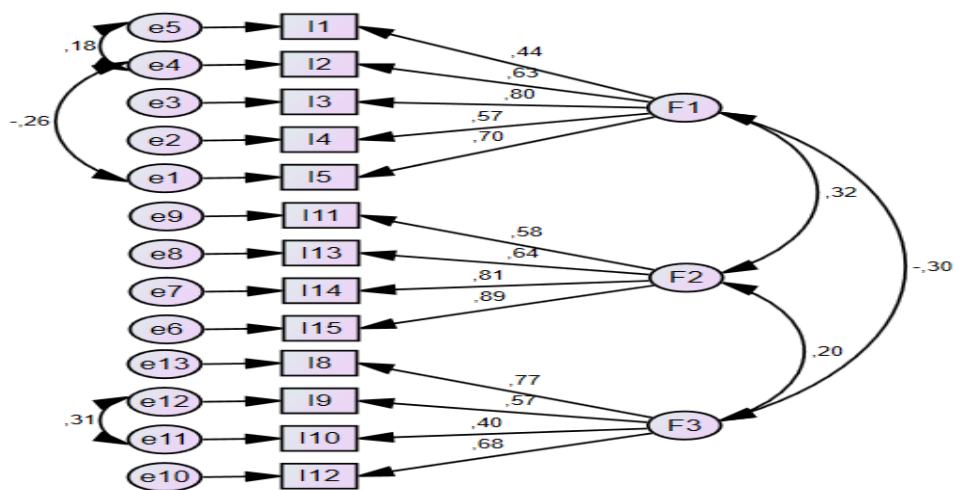 e5 I1 ,44
,18
e4 I2 ,63
e3 I3 ,80 F1
-,26
e2 I4 ,57
,70
e1 I5
,32
e9 I11 ,58
e8 I13 ,64
-,30
,81 F2
e7 I14 ,89
e6 I15
,20
e13 I8 ,77
e12 I9 ,57
,31
,40 F3
e11 I10 ,68
e10 I12